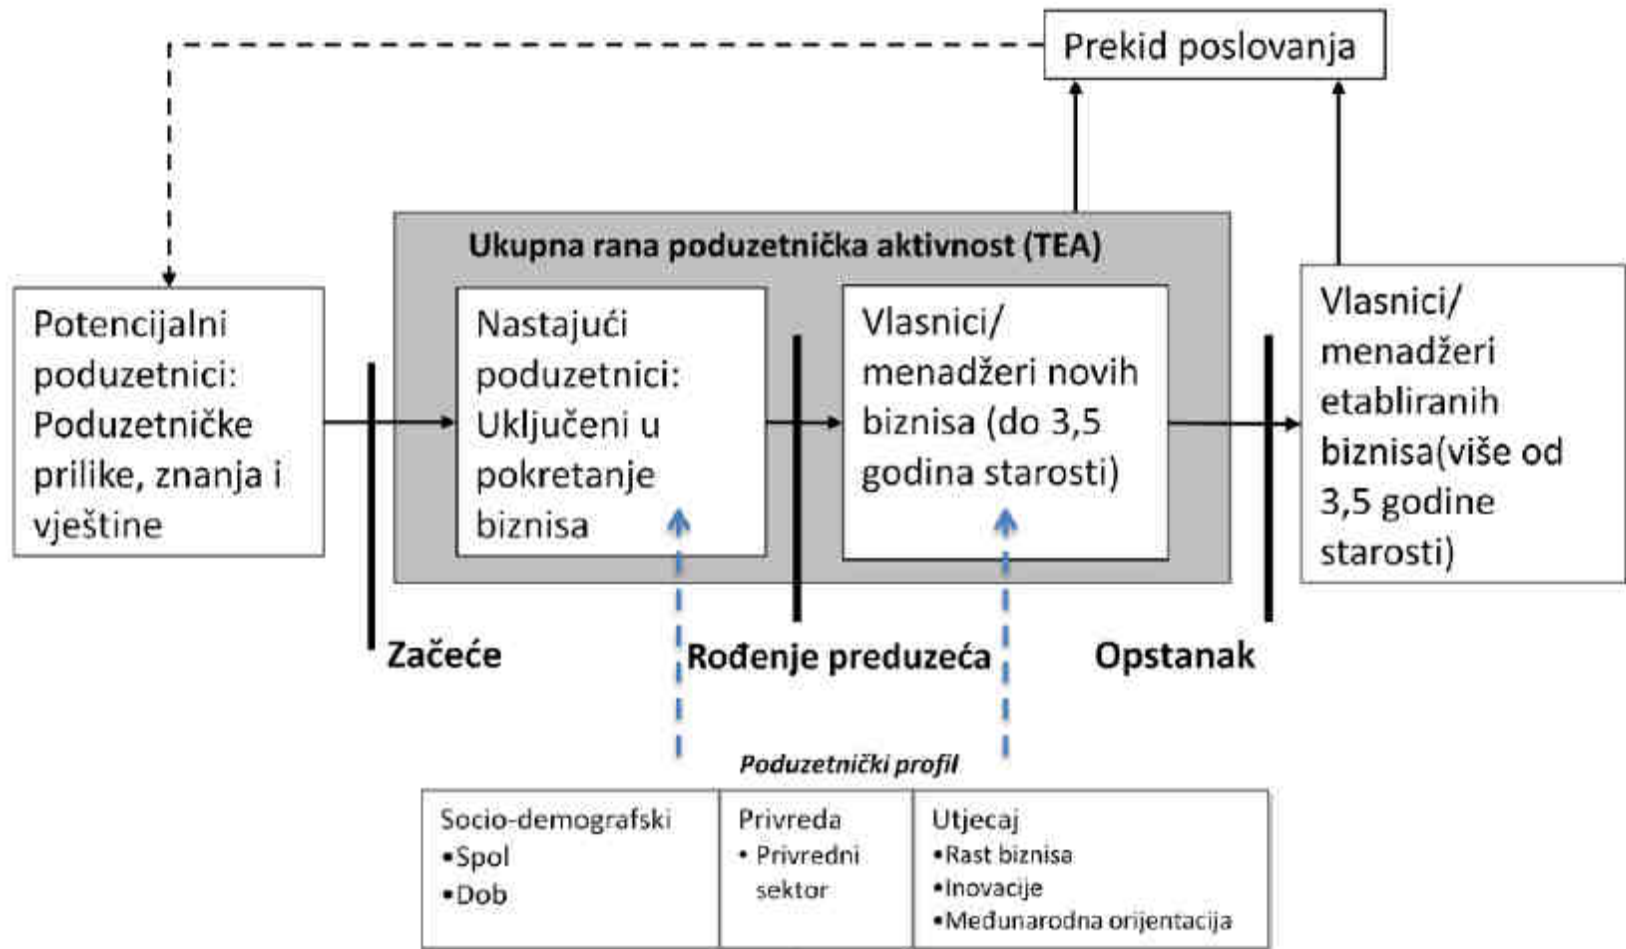 Prekid poslovanja
Ukupna rana poduzetnička aktivnost (TEA)
Potencijalni
poduzetnici:
Poduzetničke
prilike, znanja i
vještine
Nastajući
poduzetnici:
Uključeni u
pokretanje
biznisa
Vlasnici/
menadžeri novih
biznisa (do 3,5
godina starosti)
Vlasnici/
menadžeri
etabliranih
biznisa(više od
3,5 godine
starosti)
Začeće
Rođenje preduzeća
Opstanak
Poduzetnički profil
Socio-demografski
•Spol
•Dob
Privreda
• Privredni
sektor
Utjecaj
•Rast biznisa
•Inovacije
•Međunarodna orijentacija